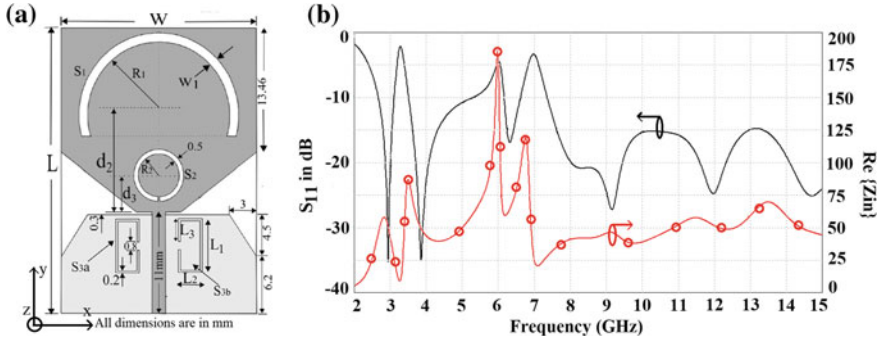 (a)
W
S1
R1
W1
13.46
L
d2
0.5
R2
S2
d3
3
0.3
L3
L1
4.5
0.8
S3a
11mm
0.2
L2
S3b
6.2
y
z
x
All dimensions are in mm
(b)
0
-10
-20
-30
-40
S11 in dB
200
175
150
125
100
75
50
25
0
Re {Zin}
2 3 4 5 6 7 8 9 10 11 12 13 14 15
Frequency (GHz)